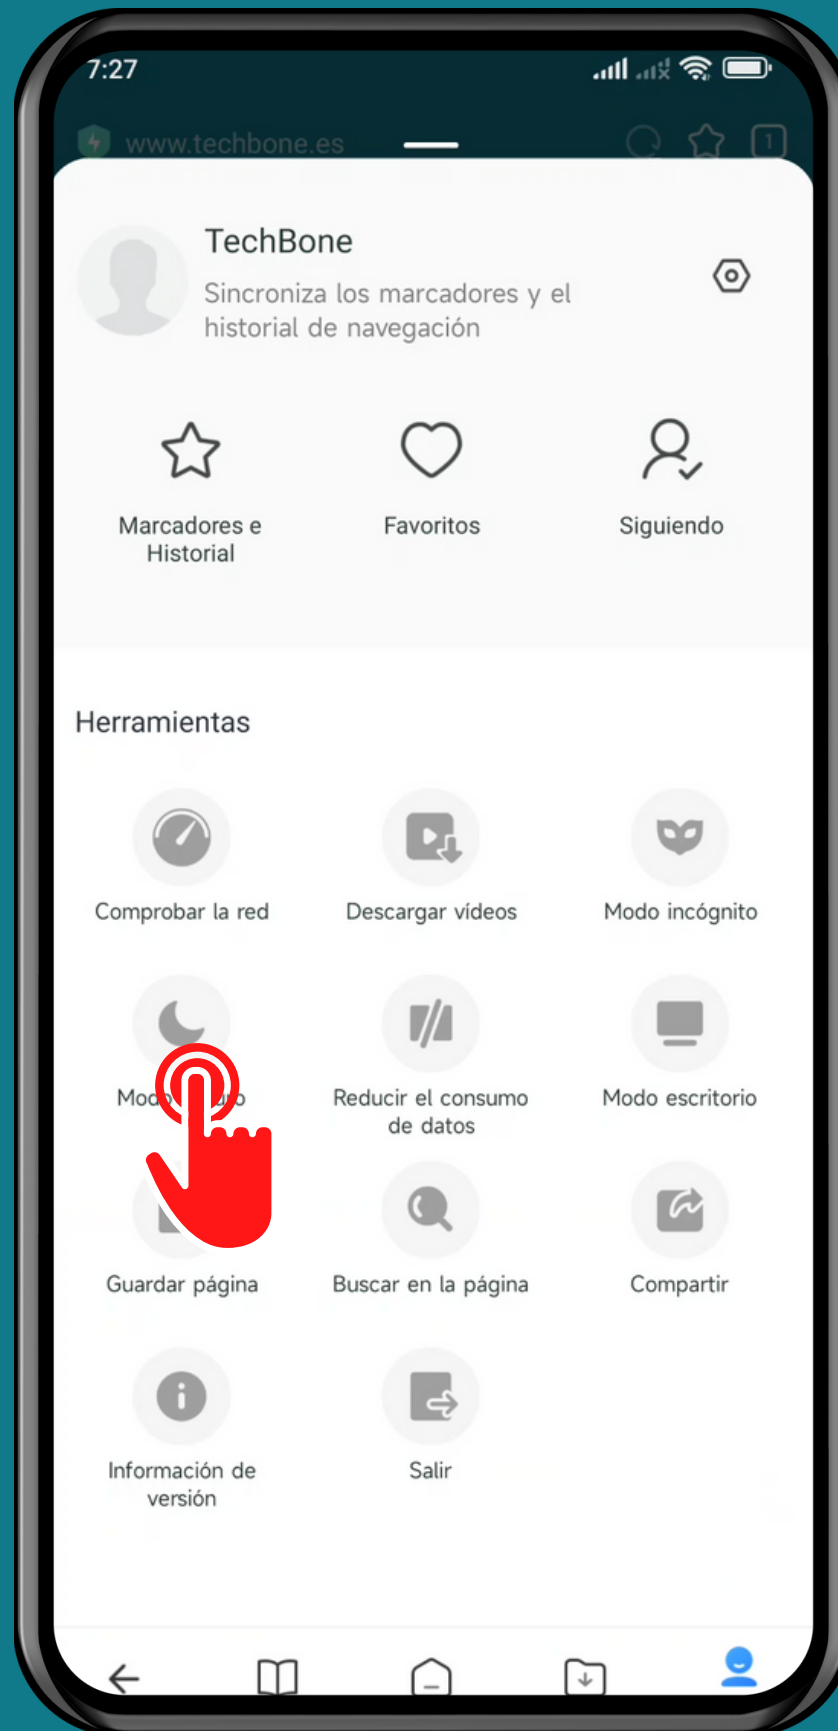 7:27
www.techbone.es
1
TechBone
Sincroniza los marcadores y el
historial de navegación
Marcadores e
Historial
Favoritos
Siguiendo
Herramientas
Comprobar la red
Descargar vídeos
Modo incógnito
Modo
Reducir el consumo
de datos
Modo escritorio
Guardar página
Buscar en la página
Compartir
Información de
versión
Salir